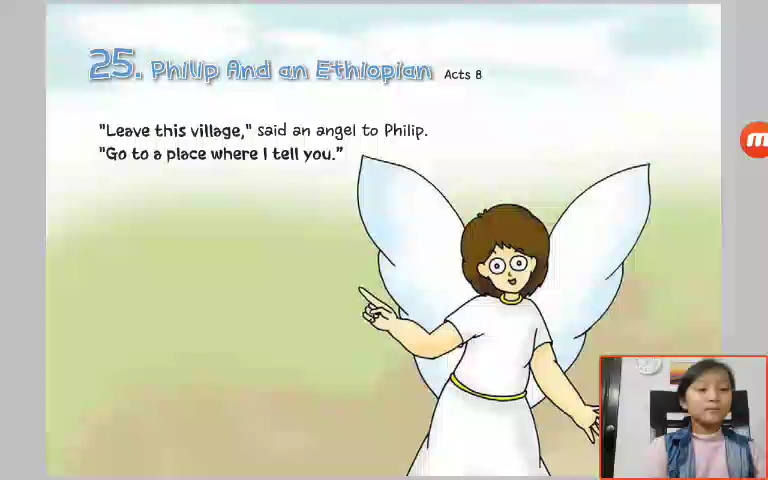 25. Philip And an Ethiopian Acts 8
"Leave this village," said an angel to Philip.
"Go to a place where I tell you."